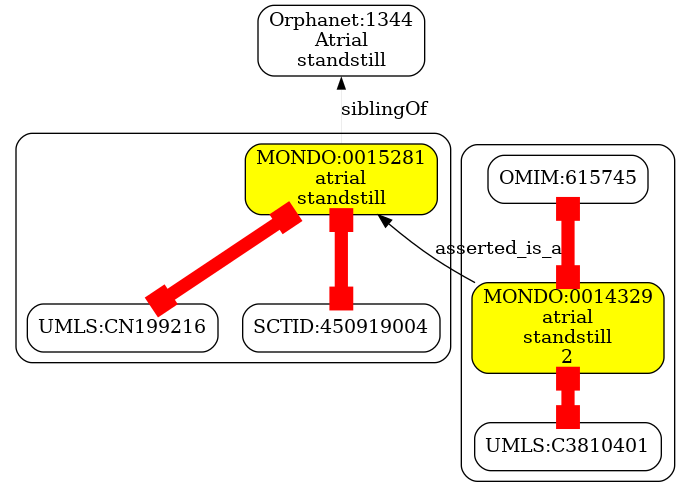 Orphanet:1344
Atrial
standstill
siblingOf
MONDO:0015281
atrial
standstill
OMIM:615745
asserted_is_a
MONDO:0014329
atrial
standstill
2
UMLS:CN199216
SCTID:450919004
UMLS:C3810401